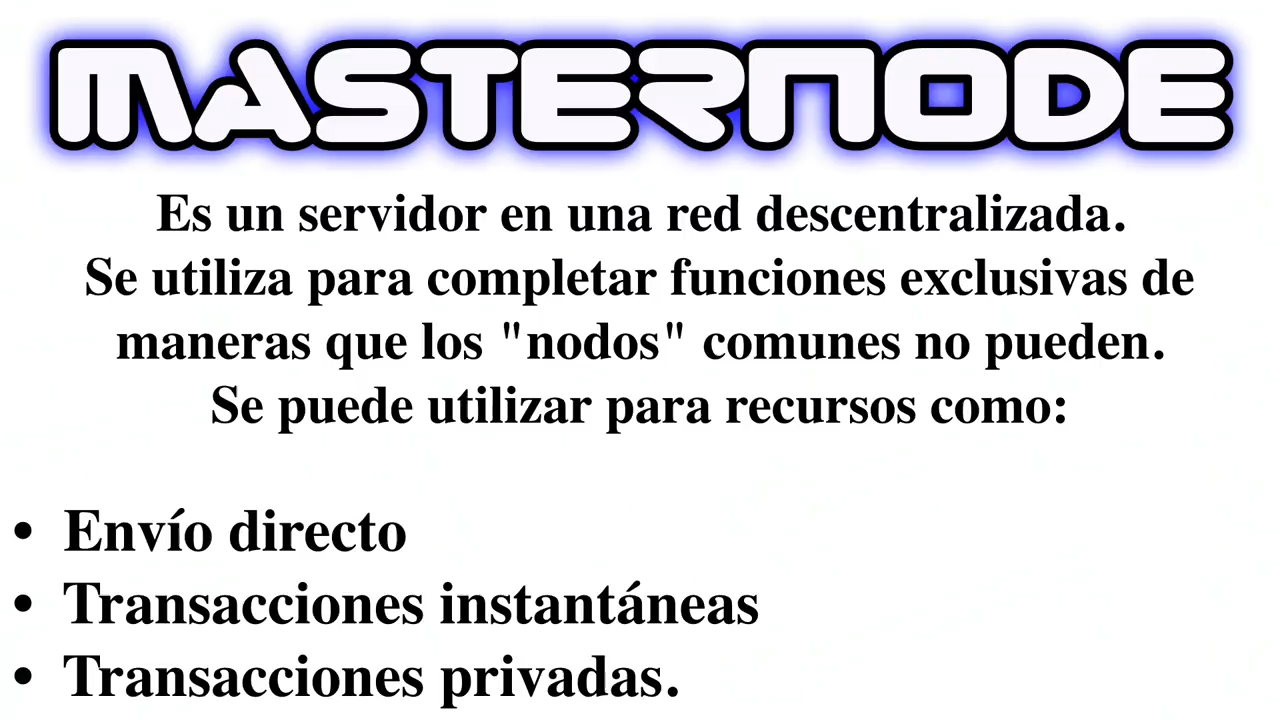 MASTERNODE
Es un servidor en una red descentralizada.
Se utiliza para completar funciones exclusivas de
maneras que los "nodos" comunes no pueden.
Se puede utilizar para recursos como:
• Envío directo
• Transacciones instantáneas
• Transacciones privadas.